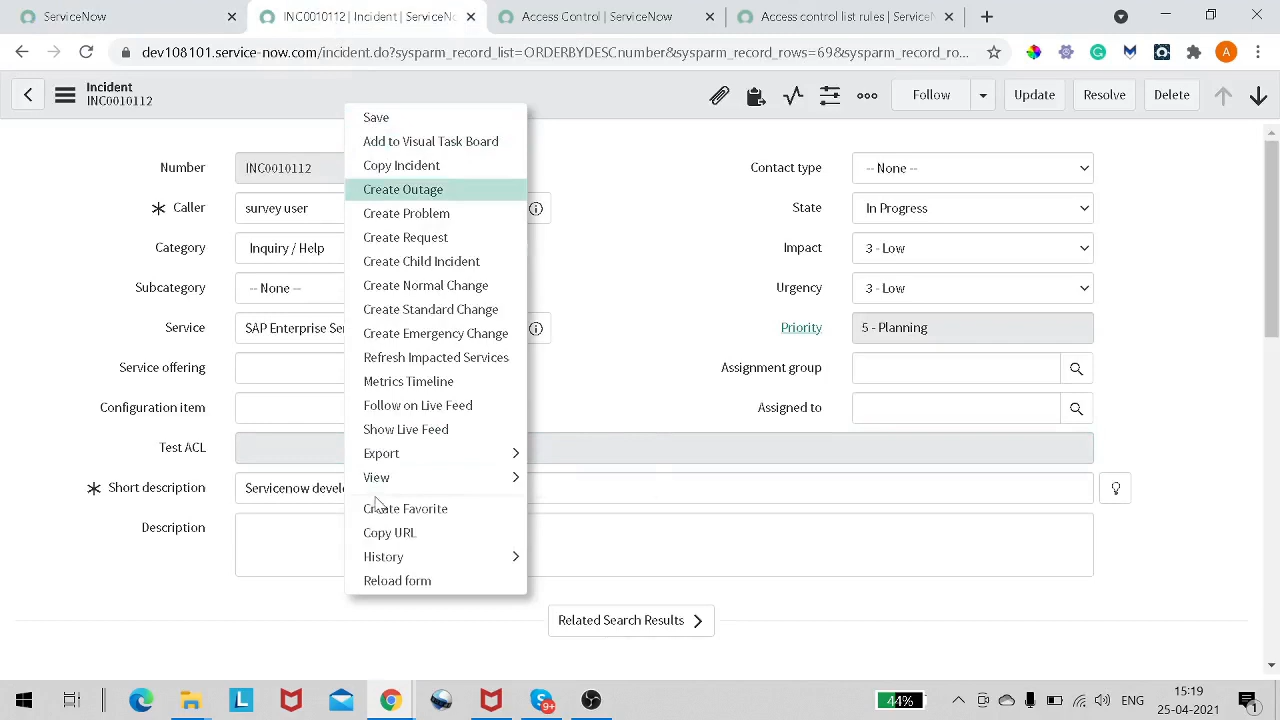 ServiceNow
INC0010112 | Incident | ServiceNow
Access Control | ServiceNow
Access control list rules | Service
dev108101.service-now.com/incident.do?sysparm_record_list=ORDERBYDESCnumber&sysparm_record_rows=69&sysparm_record_ro...
A
Incident
INC0010112
Follow
Update
Resolve
Delete
Number
INC0010112
Caller
survey user
Category
Inquiry / Help
Subcategory
-- None --
Service
SAP Enterprise Ser
Service offering
Configuration item
Test ACL
Short description
Servicenow develo
Description
Save
Add to Visual Task Board
Copy Incident
Create Outage
Create Problem
Create Request
Create Child Incident
Create Normal Change
Create Standard Change
Create Emergency Change
Refresh Impacted Services
Metrics Timeline
Follow on Live Feed
Show Live Feed
Export
View
Create Favorite
Copy URL
History
Reload form
Contact type
-- None --
State
In Progress
Impact
3 - Low
Urgency
3 - Low
Priority
5 - Planning
Assignment group
Assigned to
Related Search Results
L
9+
44%
ENG
15:19
25-04-2021
1